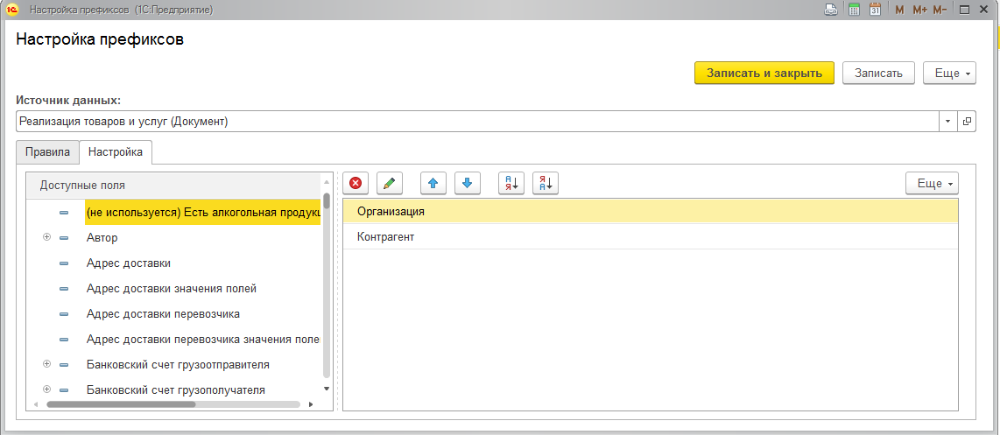 Настройка префиксов (1С:Предприятие)
31 M M+ M-
Настройка префиксов
Записать и закрыть Записать Еще
Источник данных:
Реализация товаров и услуг (Документ)
Правила Настройка
Доступные поля
Еще
(не используется) Есть алкогольная продукц
Автор
Адрес доставки
Адрес доставки значения полей
Адрес доставки перевозчика
Адрес доставки перевозчика значения поле
Банковский счет грузоотправителя
Банковский счет грузополучателя
Организация
Контрагент